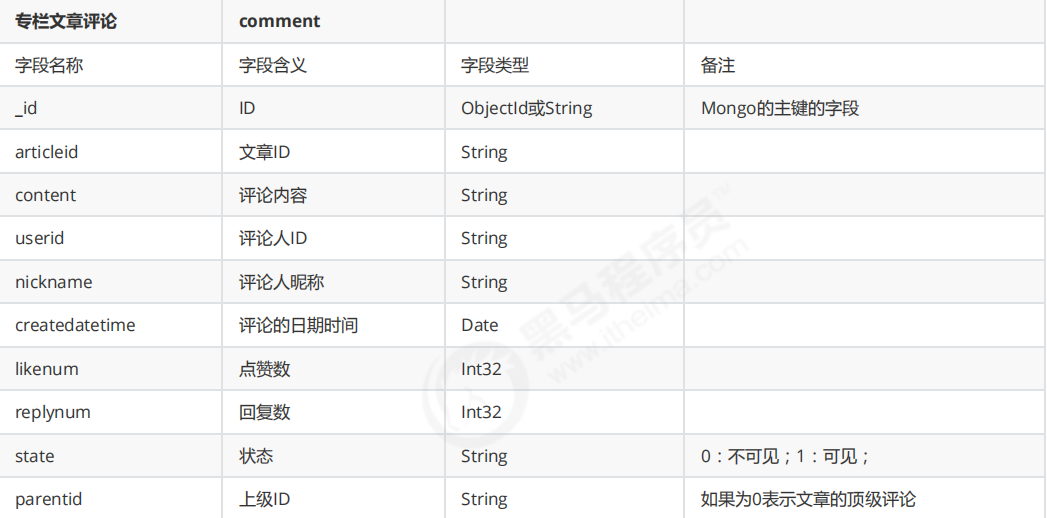 专栏文章评论 comment
字段名称 字段含义 字段类型 备注
_id ID ObjectId或String Mongo的主键的字段
articleid 文章ID String
content 评论内容 String
userid 评论人ID String
nickname 评论人昵称 String
createdatetime 评论的日期时间 Date
likenum 点赞数 Int32
replynum 回复数 Int32
state 状态 String 0：不可见；1：可见；
parentid 上级ID String 如果为0表示文章的顶级评论
黑马程序员™
www.itheima.com